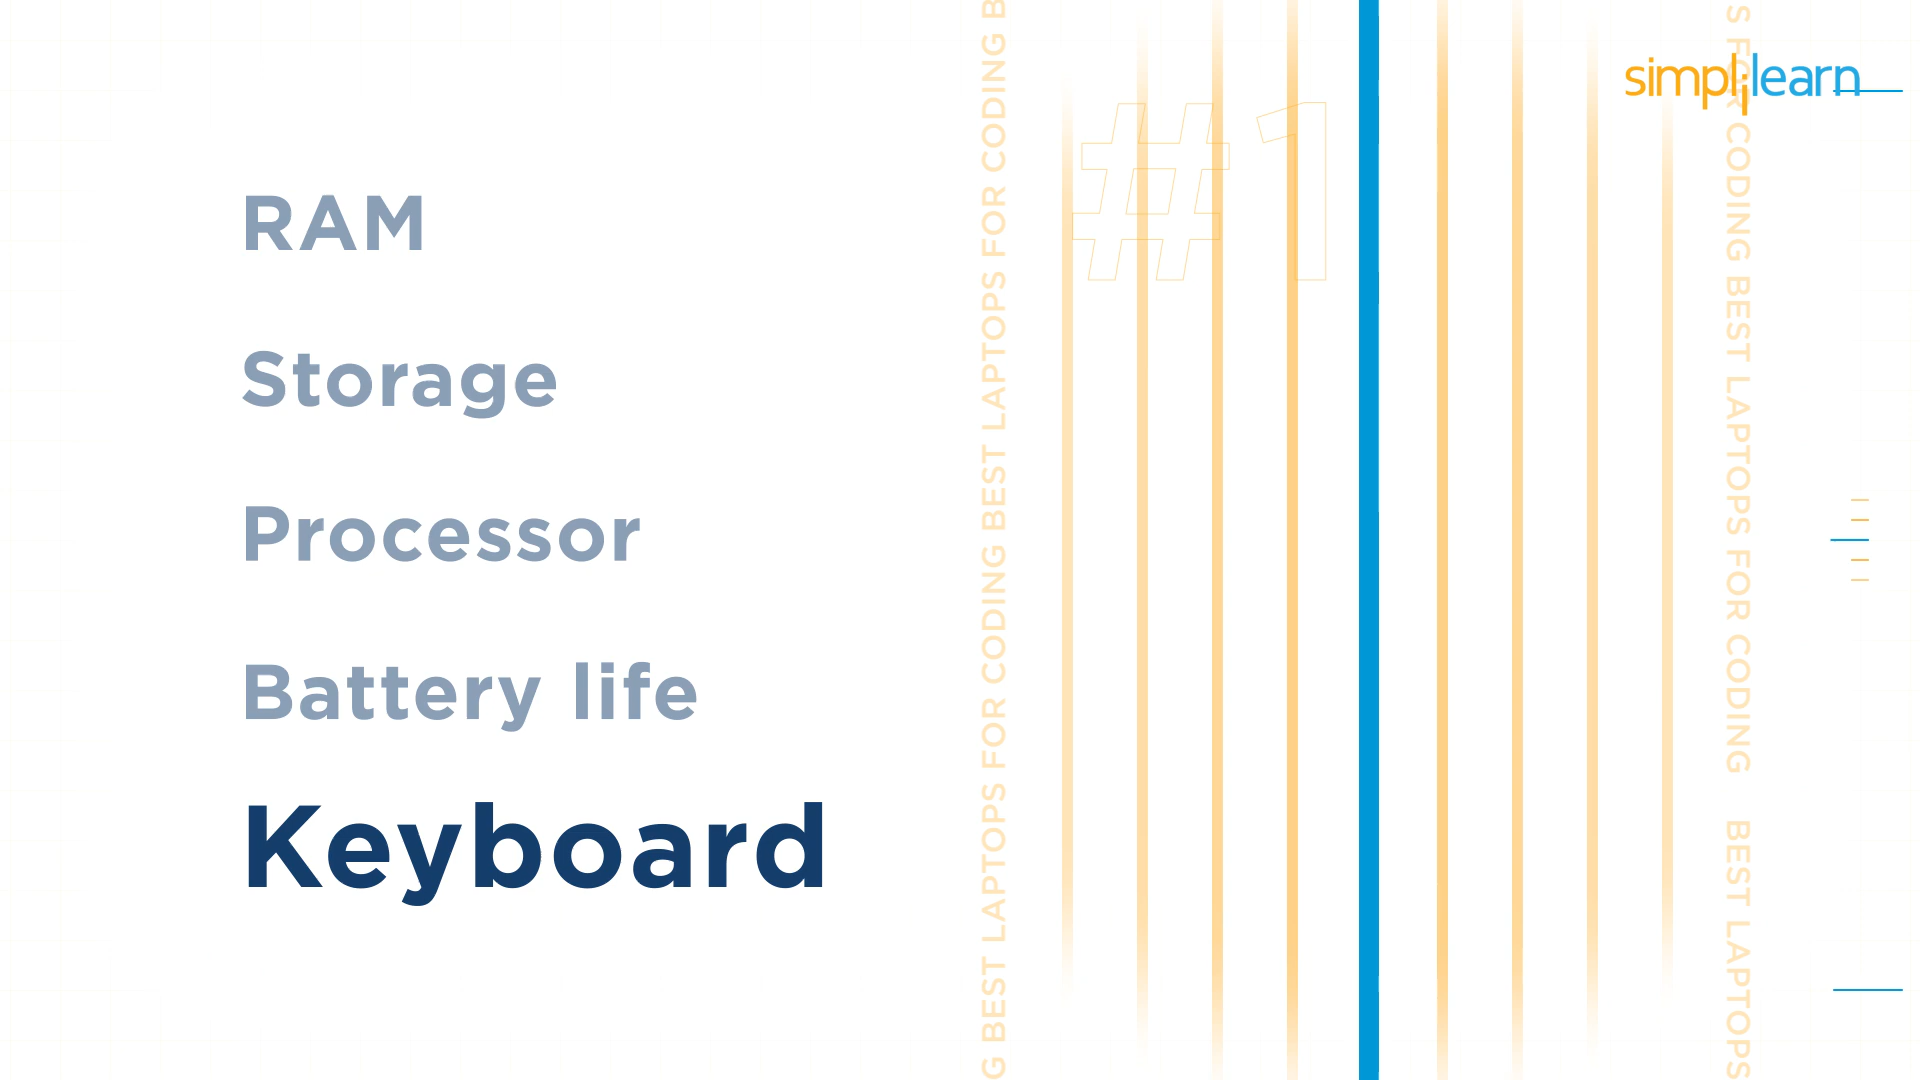 simplilearn
#1
RAM
Storage
Processor
Battery life
Keyboard
G BEST LAPTOPS FOR CODING BEST LAPTOPS FOR CODING B
S FOR CODING BEST LAPTOPS FOR CODING BEST LAPTOPS